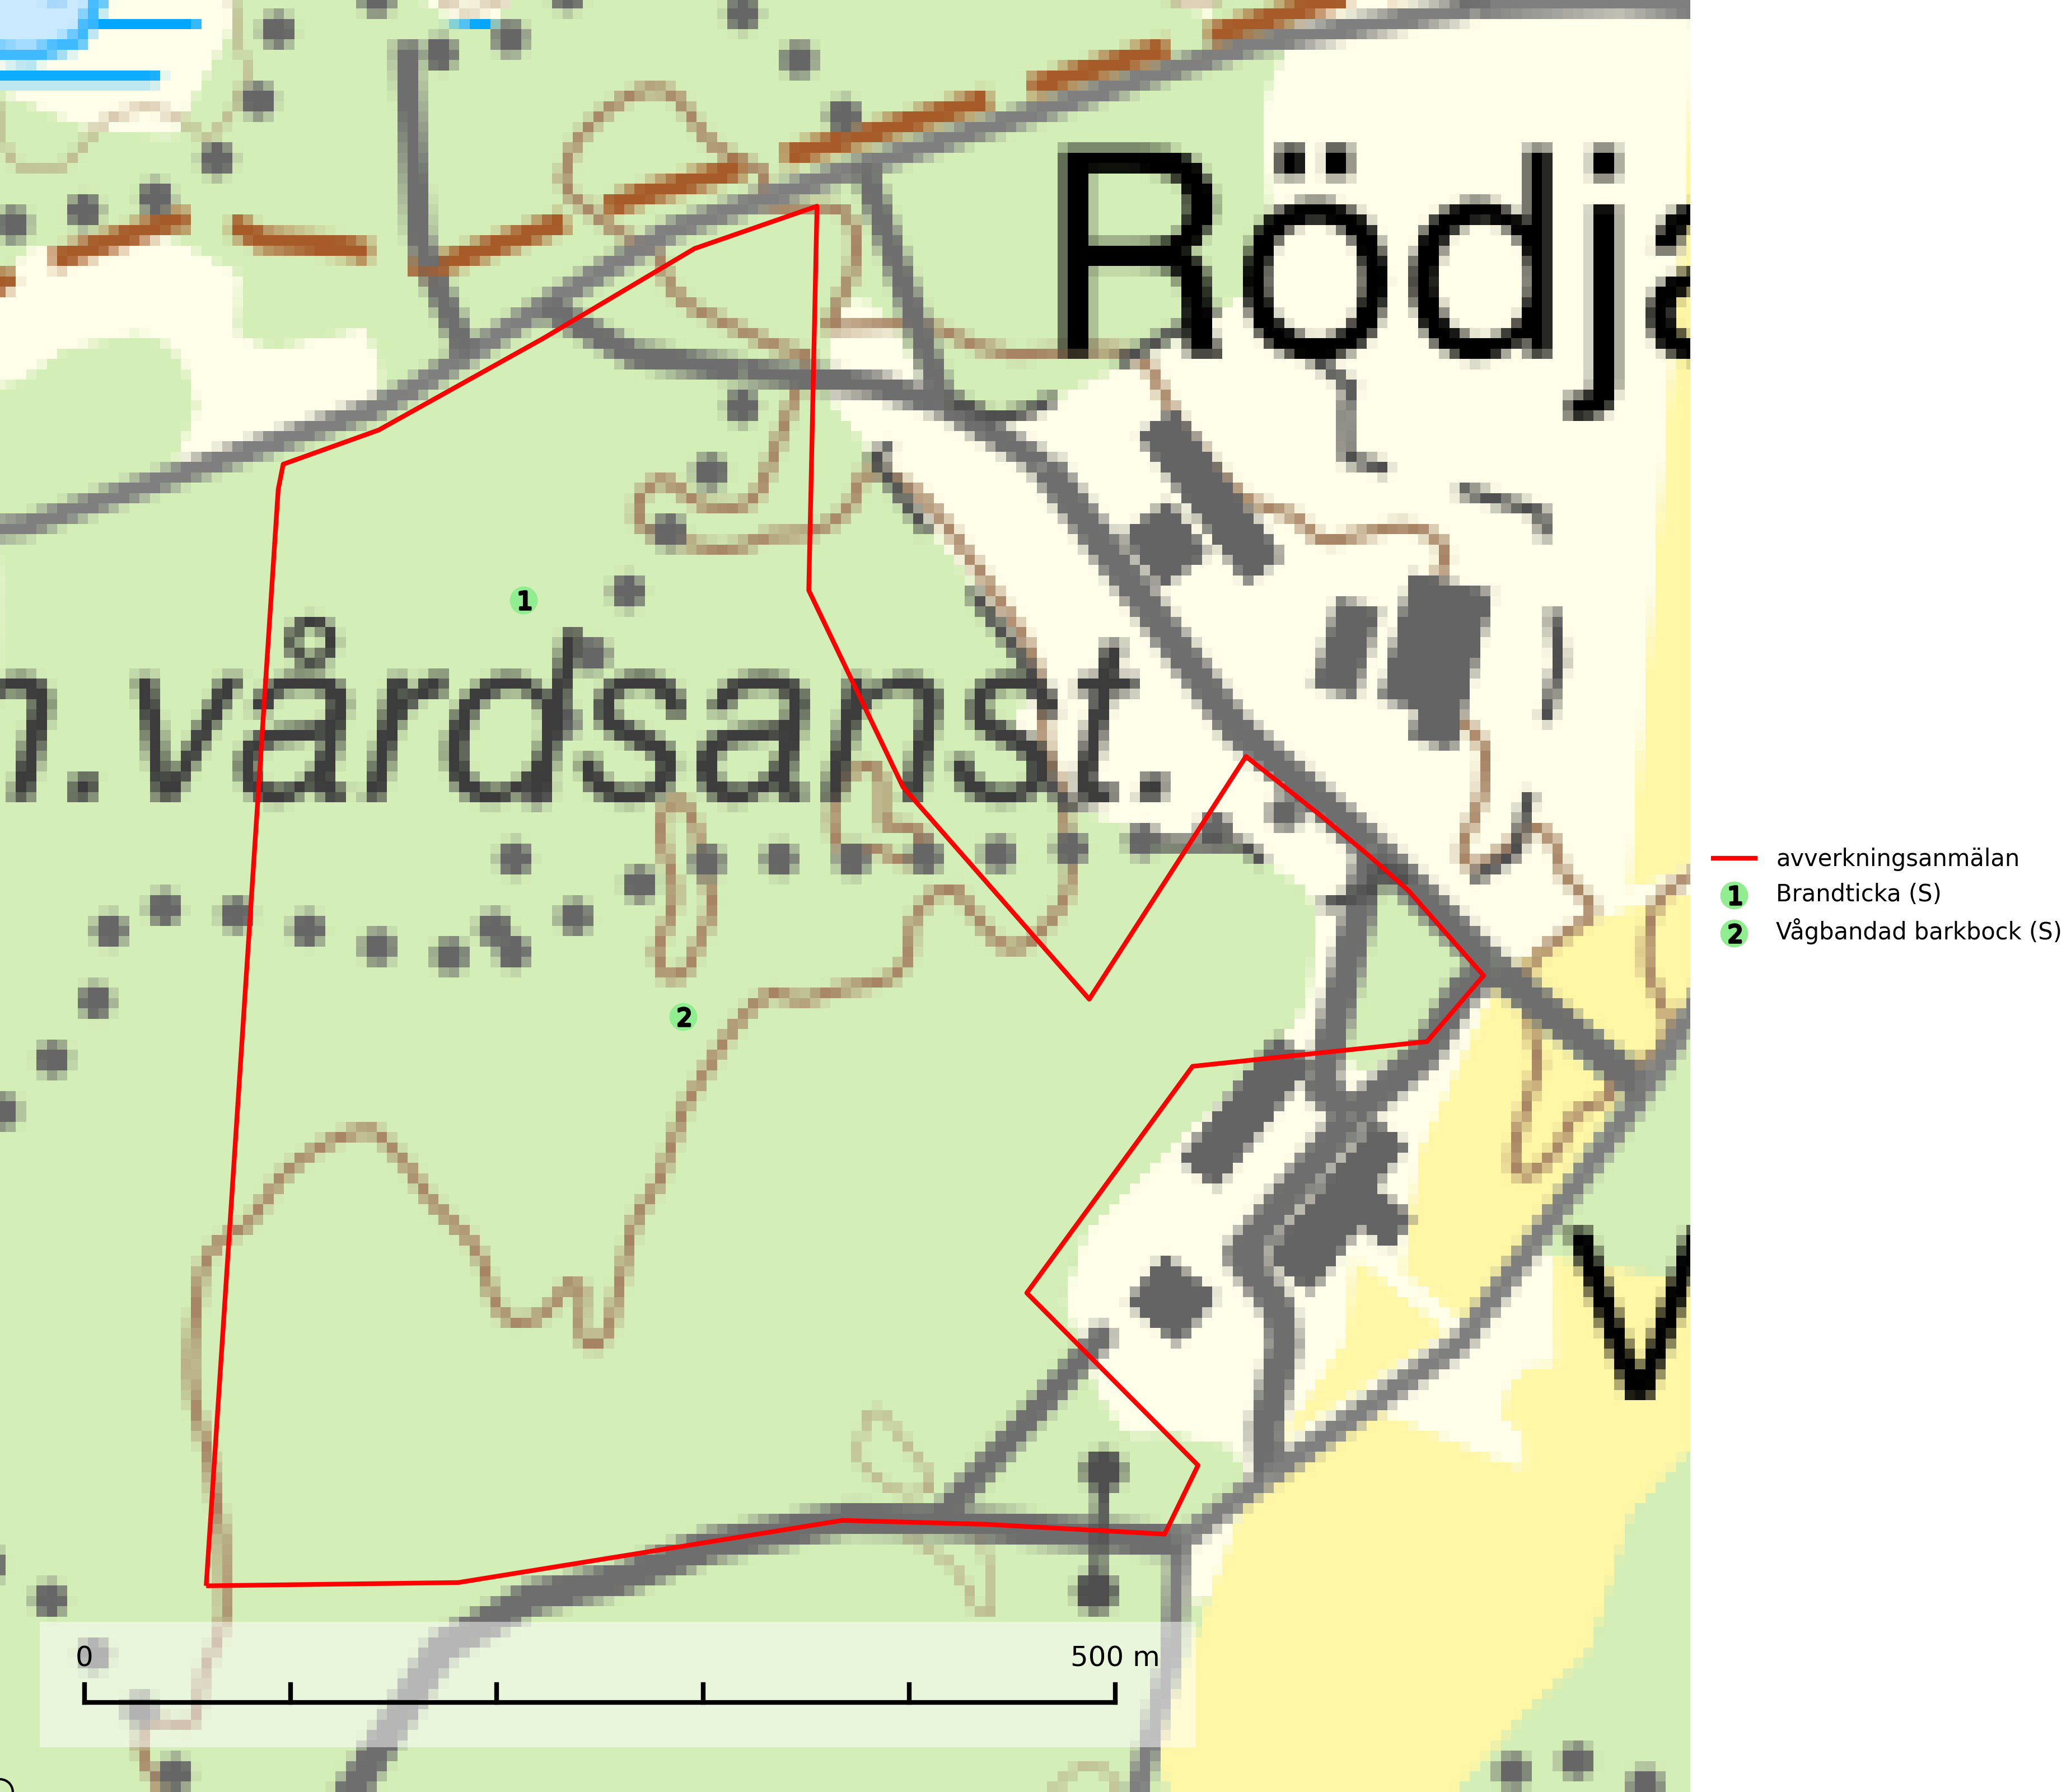 Rödja
n.vårdsanst.
1
2
V
0 500 m
avverkningsanmälan
1 Brandticka (S)
2 Vågbandad barkbock (S)